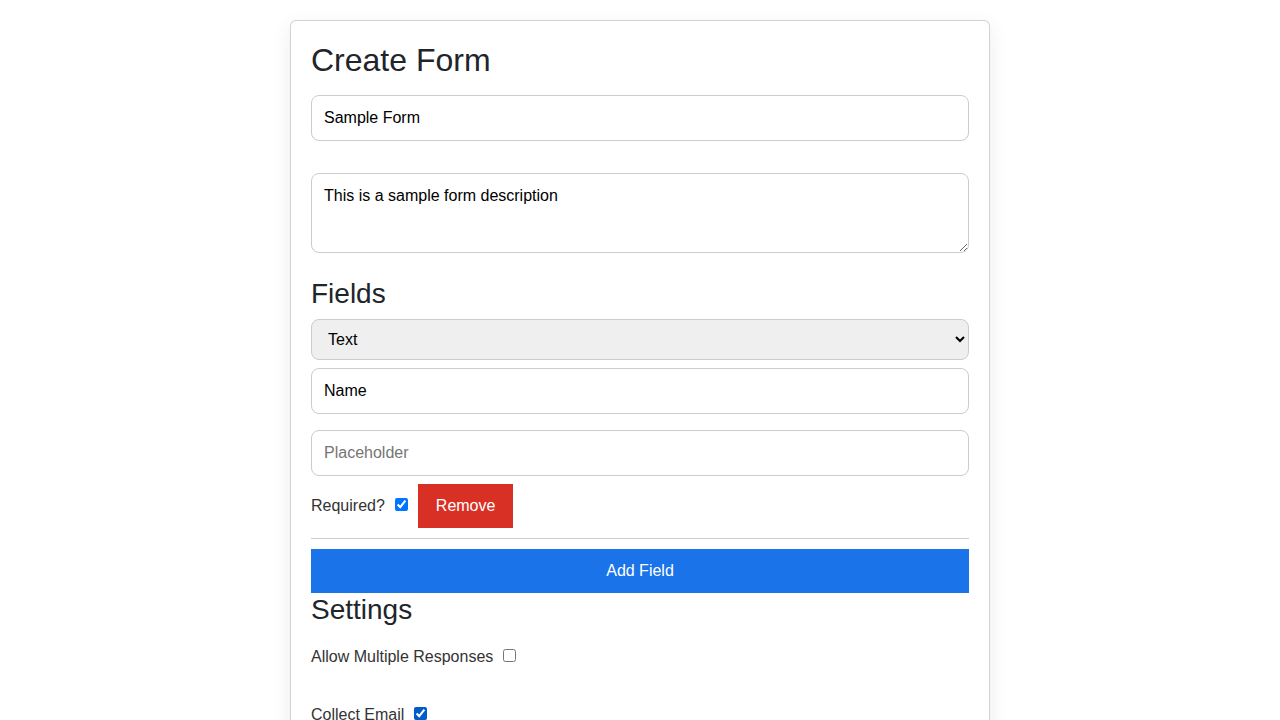 Create Form
Sample Form
This is a sample form description
Fields
Text
Name
Placeholder
Required?
Remove
Add Field
Settings
Allow Multiple Responses
Collect Email